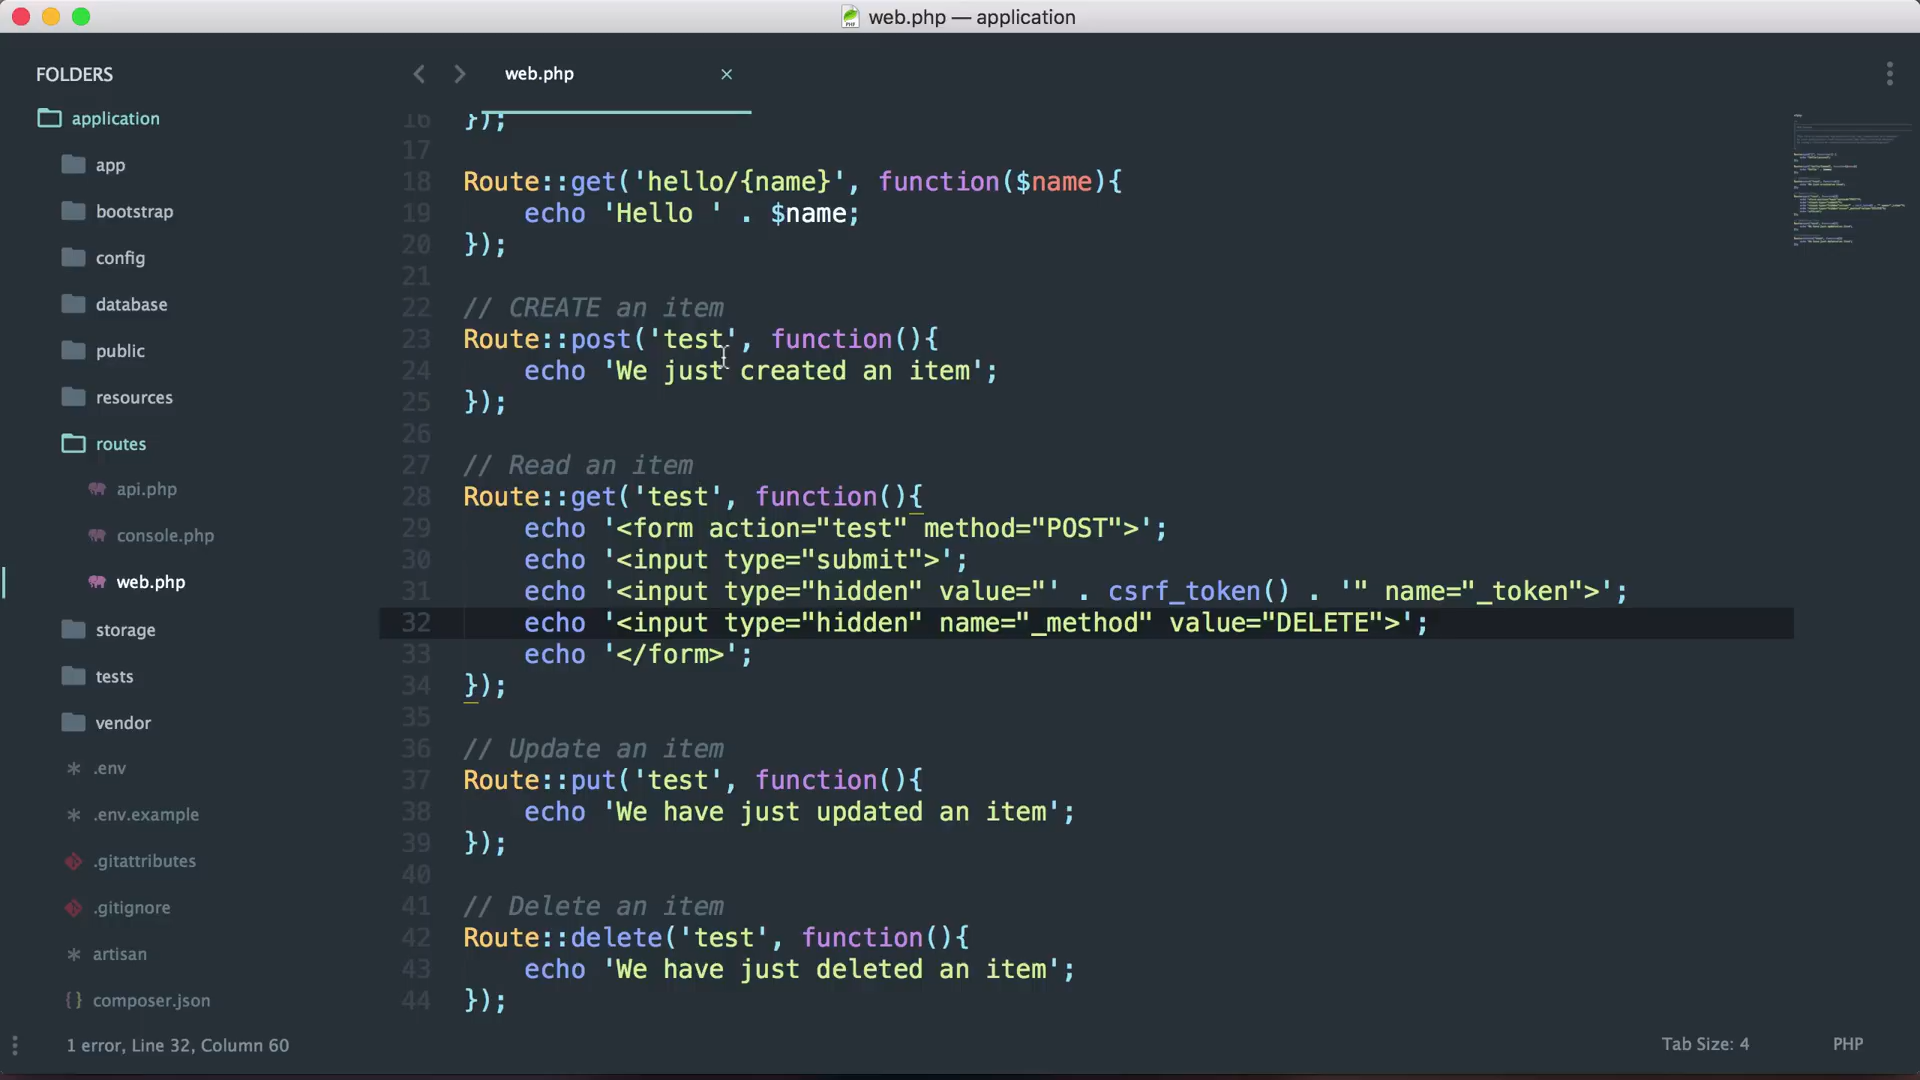 web.php — application
FOLDERS
web.php
application
app
bootstrap
config
database
public
resources
routes
api.php
console.php
web.php
storage
tests
vendor
.env
.env.example
.gitattributes
.gitignore
artisan
composer.json
16 });
17
18 Route::get('hello/{name}', function($name){
19     echo 'Hello ' . $name;
20 });
21
22 // CREATE an item
23 Route::post('test', function(){
24     echo 'We just created an item';
25 });
26
27 // Read an item
28 Route::get('test', function(){
29     echo '<form action="test" method="POST">';
30     echo '<input type="submit">';
31     echo '<input type="hidden" value="' . csrf_token() . '" name="_token">';
32     echo '<input type="hidden" name="_method" value="DELETE">';
33     echo '</form>';
34 });
35
36 // Update an item
37 Route::put('test', function(){
38     echo 'We have just updated an item';
39 });
40
41 // Delete an item
42 Route::delete('test', function(){
43     echo 'We have just deleted an item';
44 });
1 error, Line 32, Column 60
Tab Size: 4
PHP